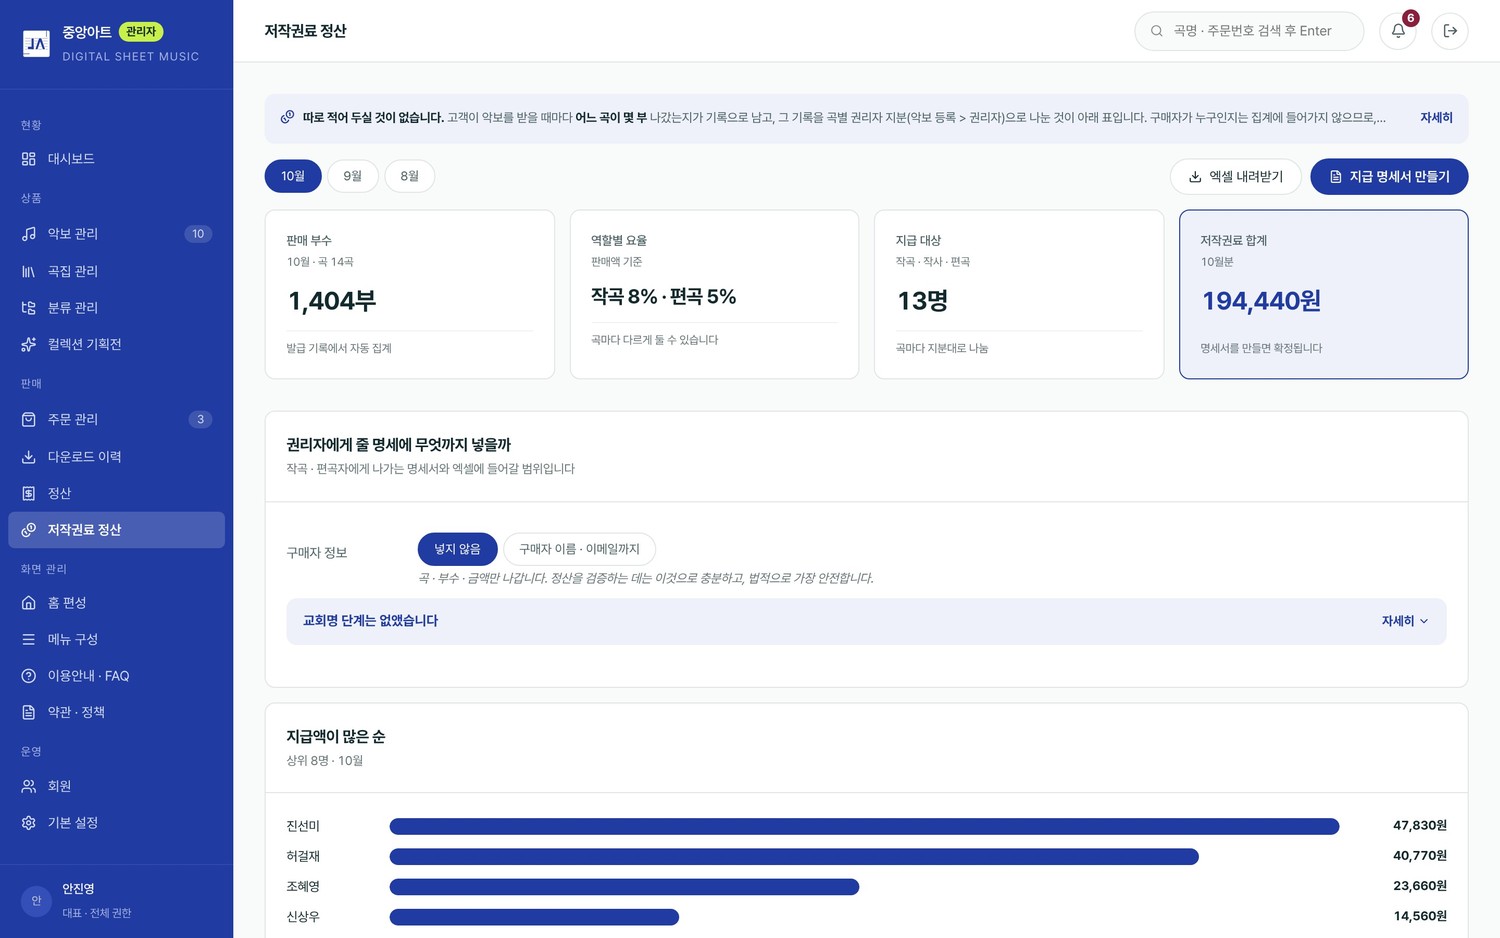 JA
중앙아트 관리자
DIGITAL SHEET MUSIC
현황
대시보드
상품
악보 관리 10
곡집 관리
분류 관리
컬렉션 기획전
판매
주문 관리 3
다운로드 이력
정산
저작권료 정산
화면 관리
홈 편성
메뉴 구성
이용안내 · FAQ
약관 · 정책
운영
회원
기본 설정
안
안진영
대표 · 전체 권한
저작권료 정산
곡명 · 주문번호 검색 후 Enter
6
따로 적어 두실 것이 없습니다. 고객이 악보를 받을 때마다 어느 곡이 몇 부 나갔는지가 기록으로 남고, 그 기록을 곡별 권리자 지분(악보 등록 > 권리자)으로 나눈 것이 아래 표입니다. 구매자가 누구인지는 집계에 들어가지 않으므로,... 자세히
10월 9월 8월
엑셀 내려받기
지급 명세서 만들기
판매 부수
10월 · 곡 14곡
1,404부
발급 기록에서 자동 집계
역할별 요율
판매액 기준
작곡 8% · 편곡 5%
곡마다 다르게 둘 수 있습니다
지급 대상
작곡 · 작사 · 편곡
13명
곡마다 지분대로 나눔
저작권료 합계
10월분
194,440원
명세서를 만들면 확정됩니다
권리자에게 줄 명세에 무엇까지 넣을까
작곡 · 편곡자에게 나가는 명세서와 엑셀에 들어갈 범위입니다
구매자 정보
넣지 않음 구매자 이름 · 이메일까지
곡 · 부수 · 금액만 나갑니다. 정산을 검증하는 데는 이것으로 충분하고, 법적으로 가장 안전합니다.
교회명 단계는 없앴습니다 자세히
지급액이 많은 순
상위 8명 · 10월
진선미 47,830원
허걸재 40,770원
조혜영 23,660원
신상우 14,560원